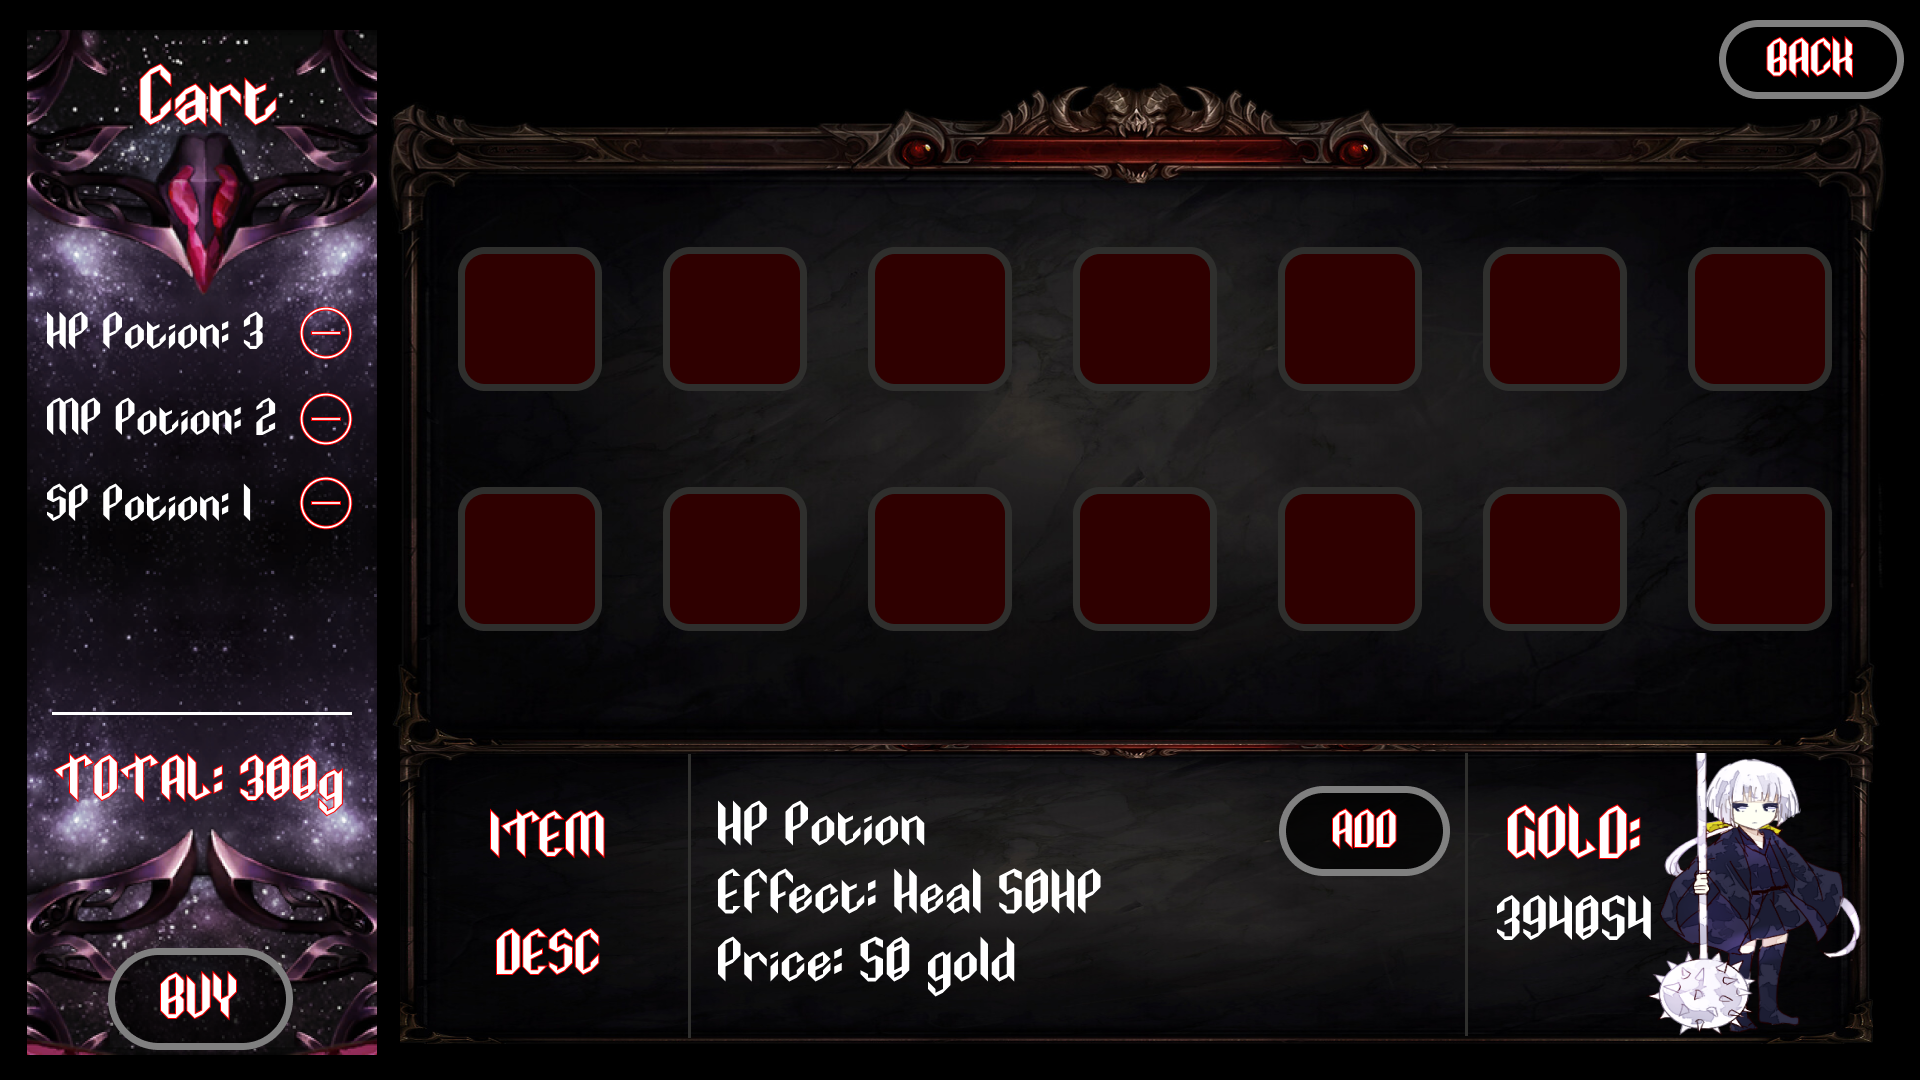 Cart
HP Potion: 3
MP Potion: 2
SP Potion: 1
TOTAL: 300g
BUY
BACK
ITEM
DESC
HP Potion
Effect: Heal 50HP
Price: 50 gold
ADD
GOLD:
394054